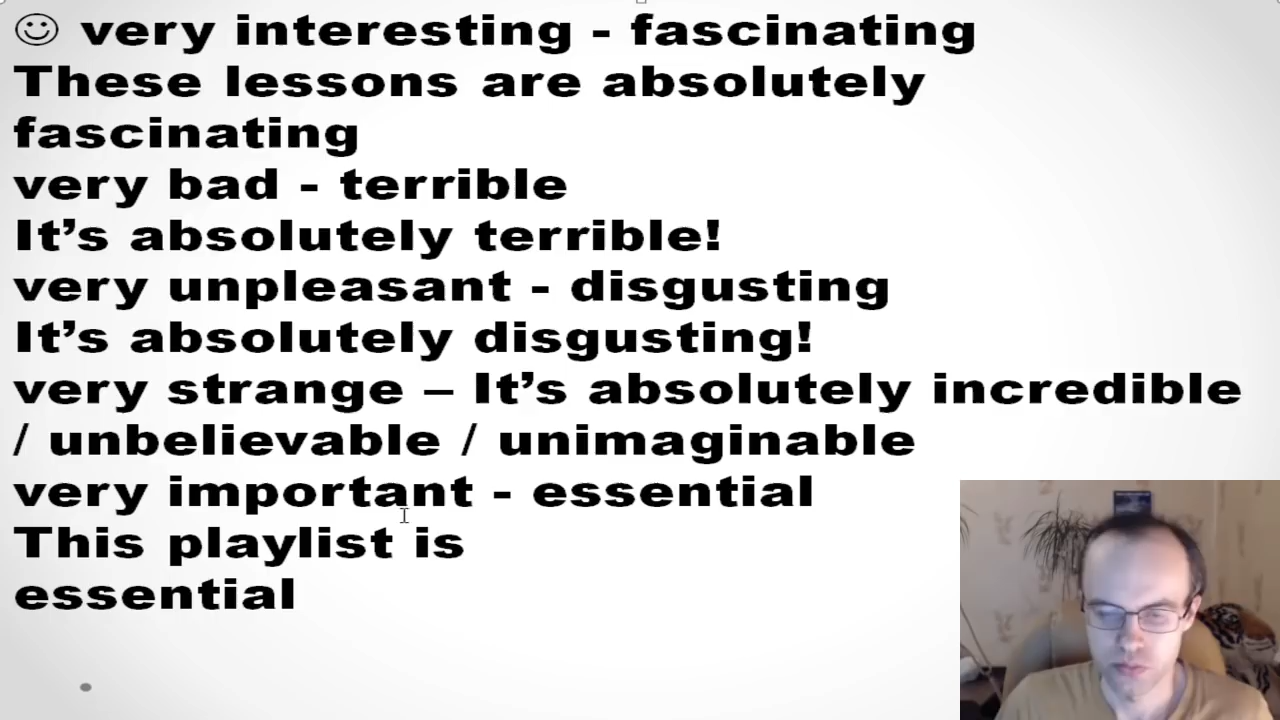 ☺ very interesting - fascinating
These lessons are absolutely
fascinating
very bad - terrible
It’s absolutely terrible!
very unpleasant - disgusting
It’s absolutely disgusting!
very strange – It’s absolutely incredible
/ unbelievable / unimaginable
very important - essential
This playlist is
essential